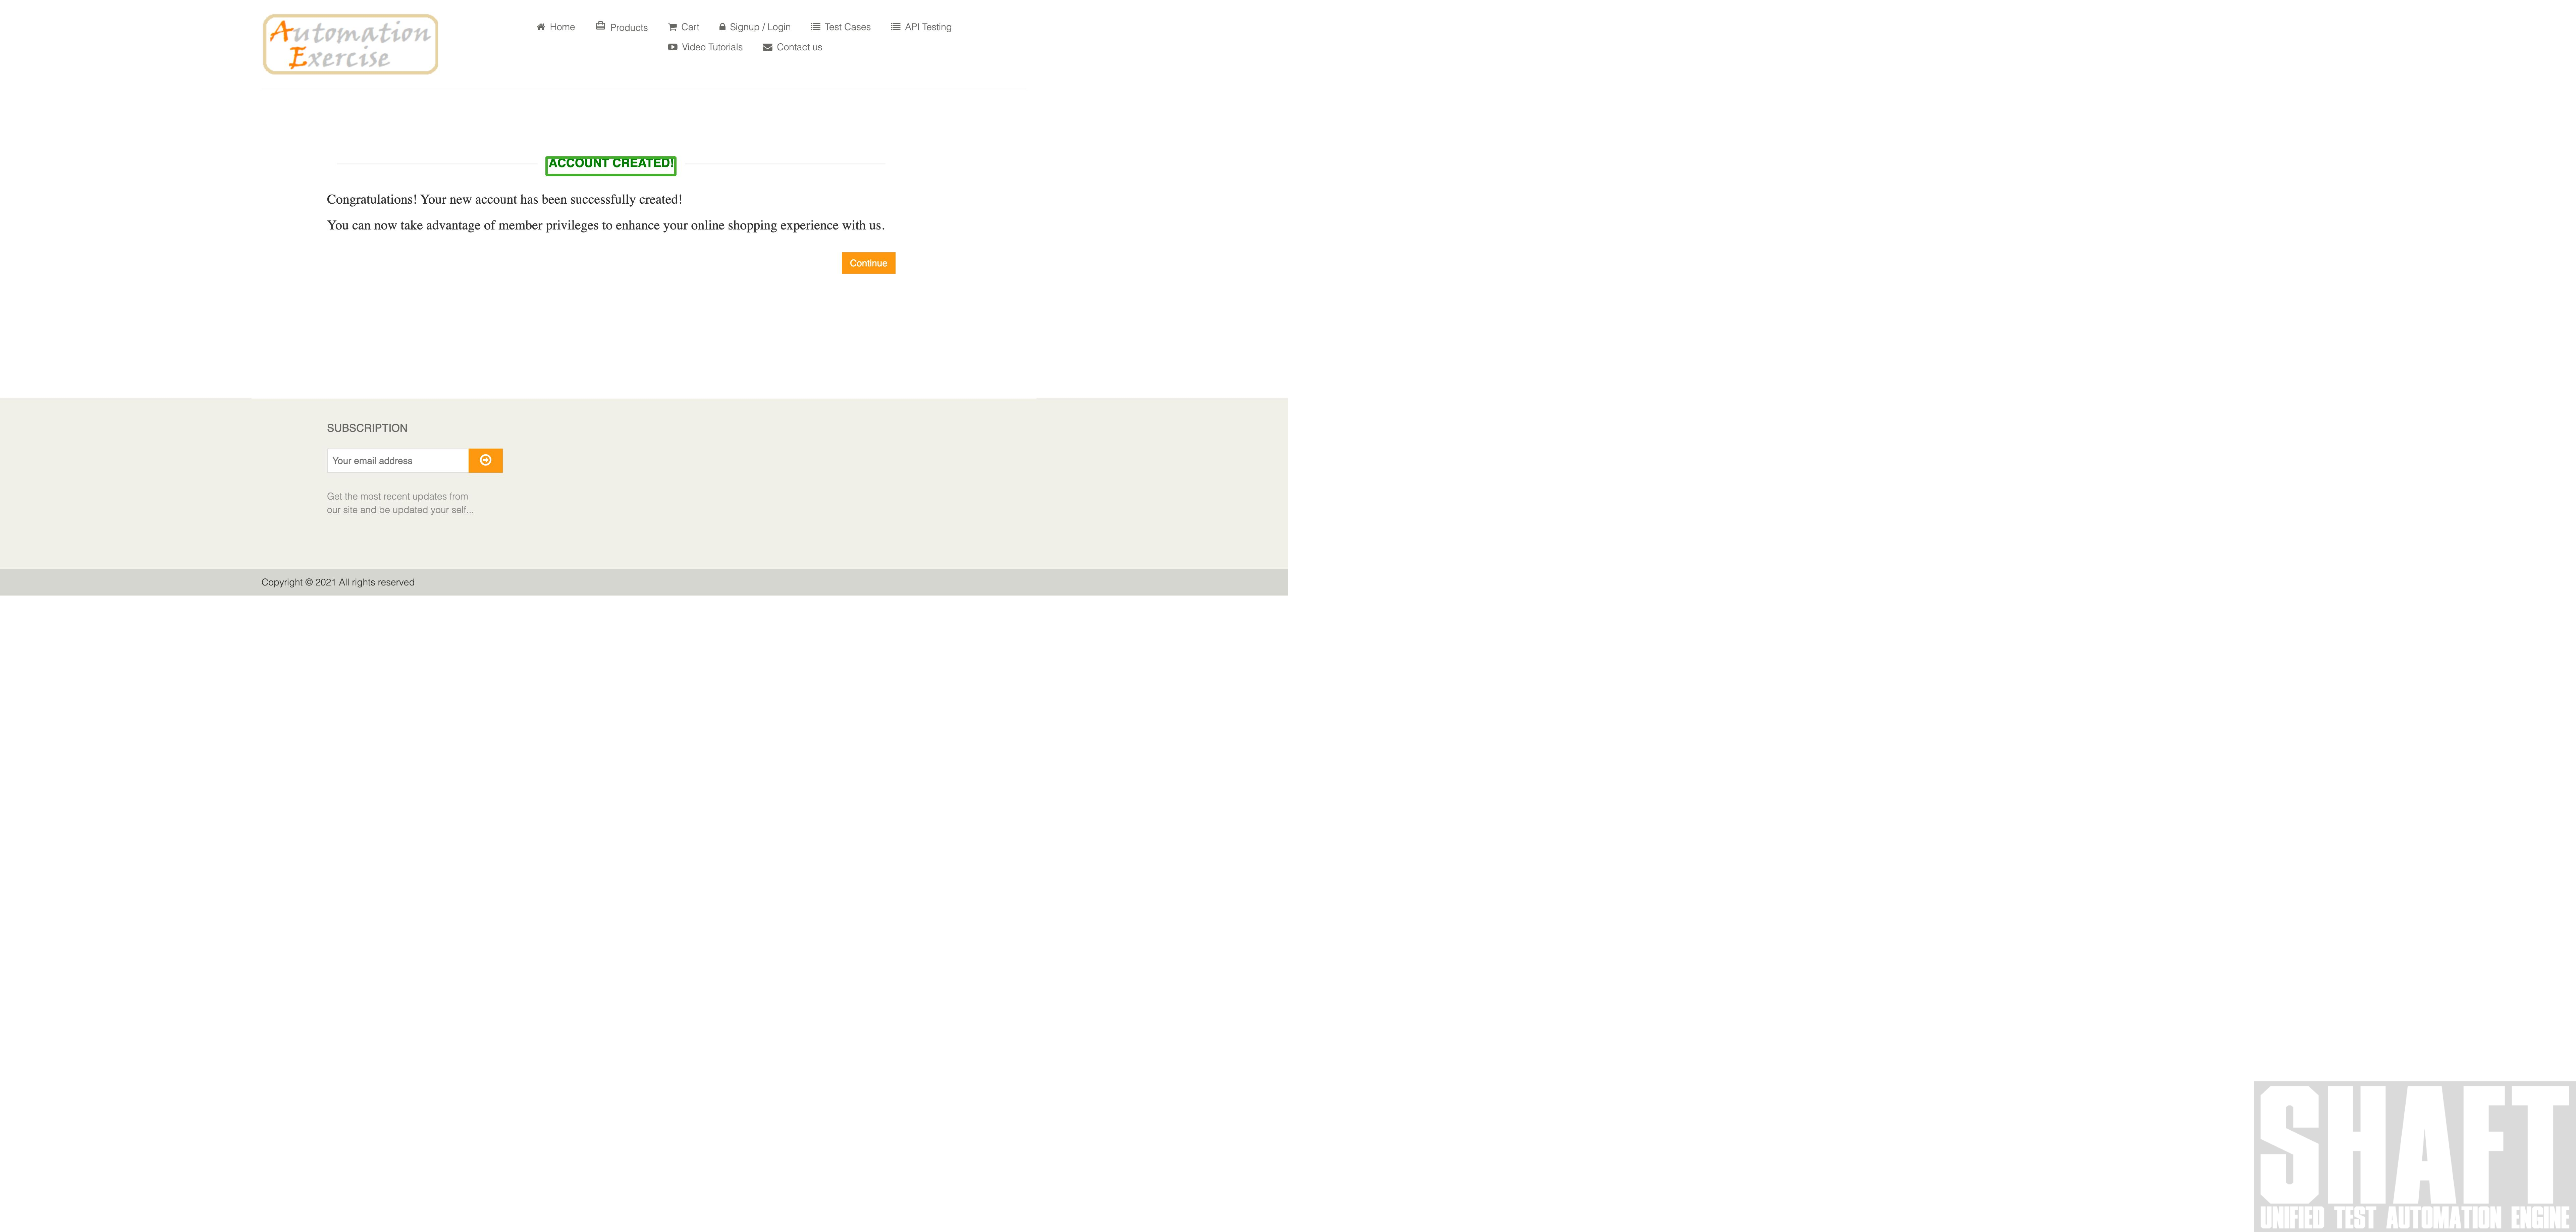 Automation
Exercise
Home Products Cart Signup / Login Test Cases API Testing
Video Tutorials Contact us
ACCOUNT CREATED!
Congratulations! Your new account has been successfully created!
You can now take advantage of member privileges to enhance your online shopping experience with us.
Continue
SUBSCRIPTION
Your email address
Get the most recent updates from
our site and be updated your self...
Copyright © 2021 All rights reserved
SHAFT
UNIFIED TEST AUTOMATION ENGINE